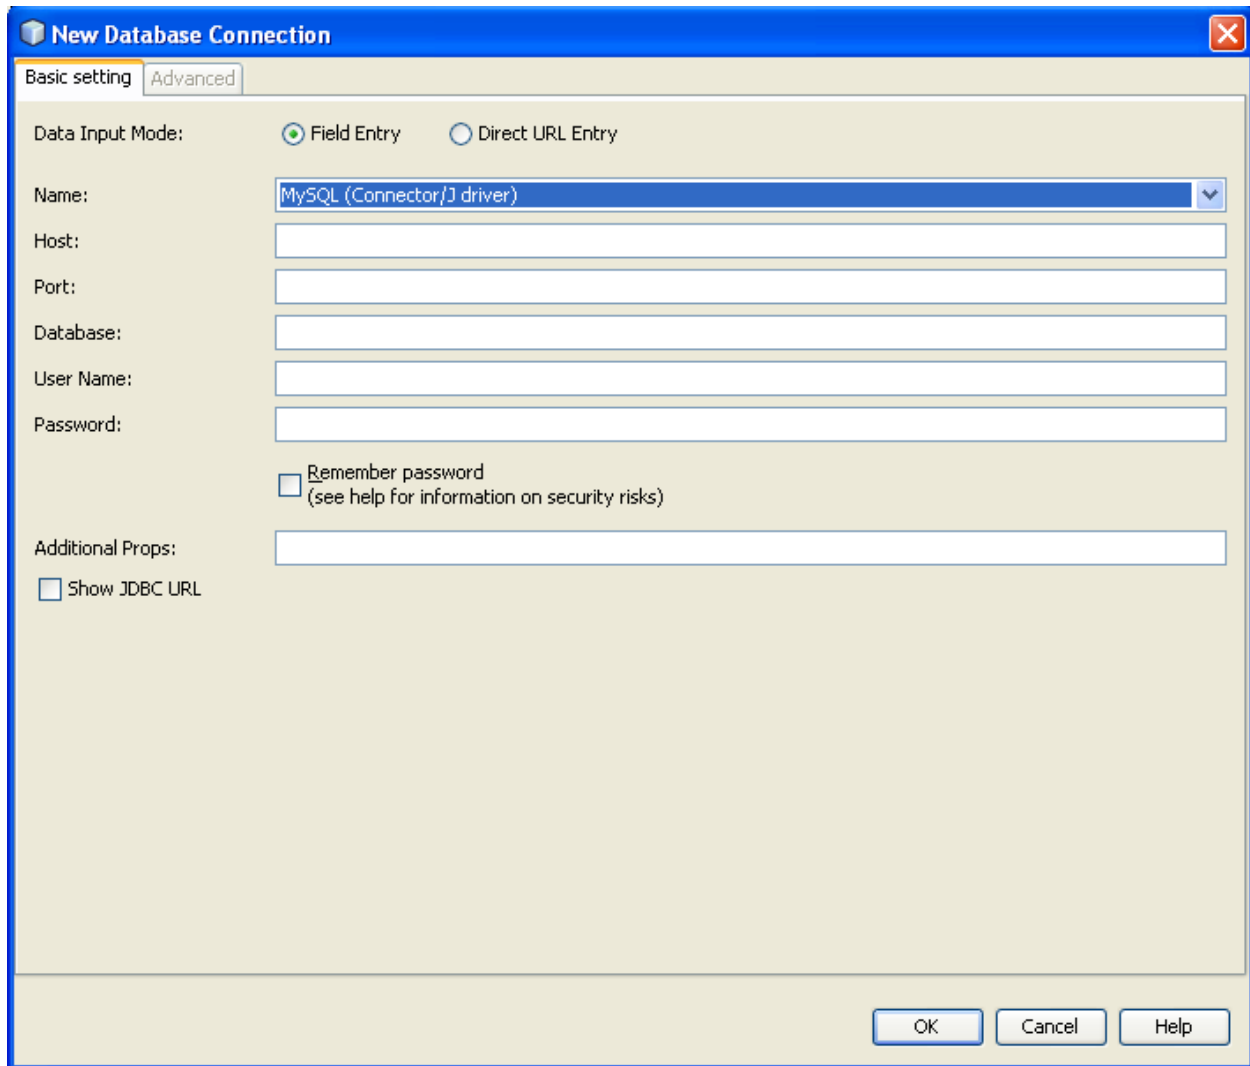 New Database Connection
Basic setting Advanced
Data Input Mode: Field Entry Direct URL Entry
Name: MySQL (Connector/J driver)
Host:
Port:
Database:
User Name:
Password:
Remember password
(see help for information on security risks)
Additional Props:
Show JDBC URL
OK Cancel Help